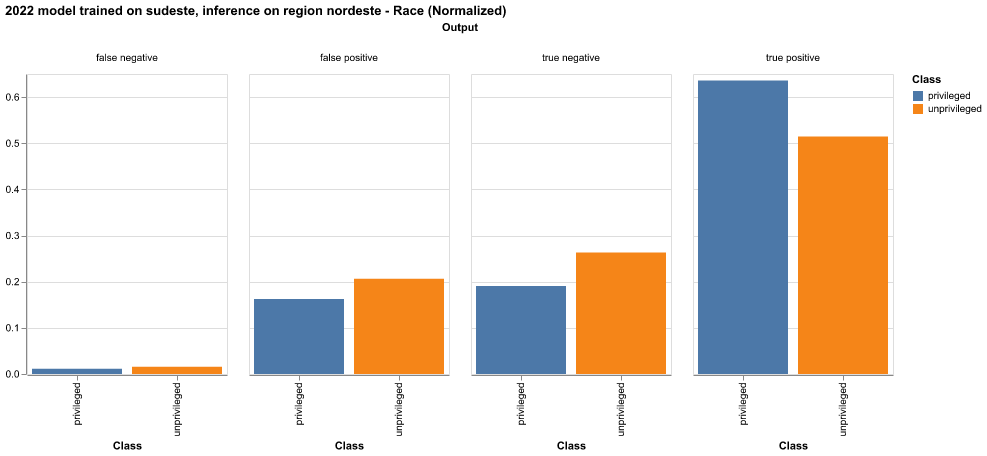 2022 model trained on sudeste, inference on region nordeste - Race (Normalized)
Output
false negative
false positive
true negative
true positive
Class
privileged
unprivileged
0.6
0.5
0.4
0.3
0.2
0.1
0.0
privileged
unprivileged
privileged
unprivileged
privileged
unprivileged
privileged
unprivileged
Class
Class
Class
Class